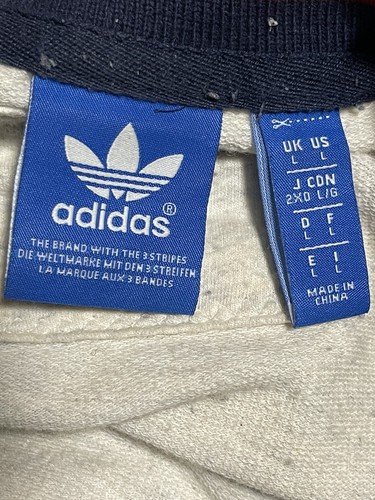 adidas®
THE BRAND WITH THE 3 STRIPES
DIE WELTMARKE MIT DEN 3 STREIFEN
LA MARQUE AUX 3 BANDES
UK US
L L
J CDN
2XO L/G
D F
L L
E I
L L
MADE IN
CHINA